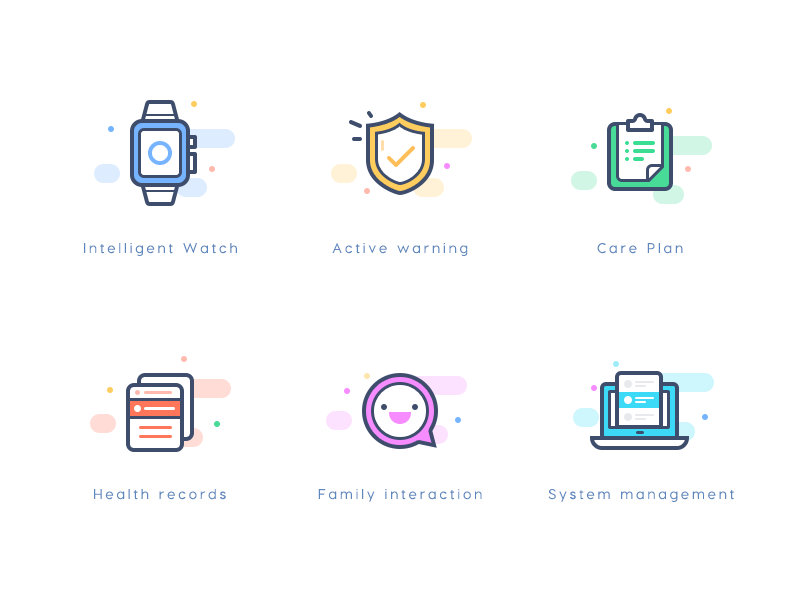 Intelligent Watch
Active warning
Care Plan
Health records
Family interaction
System management